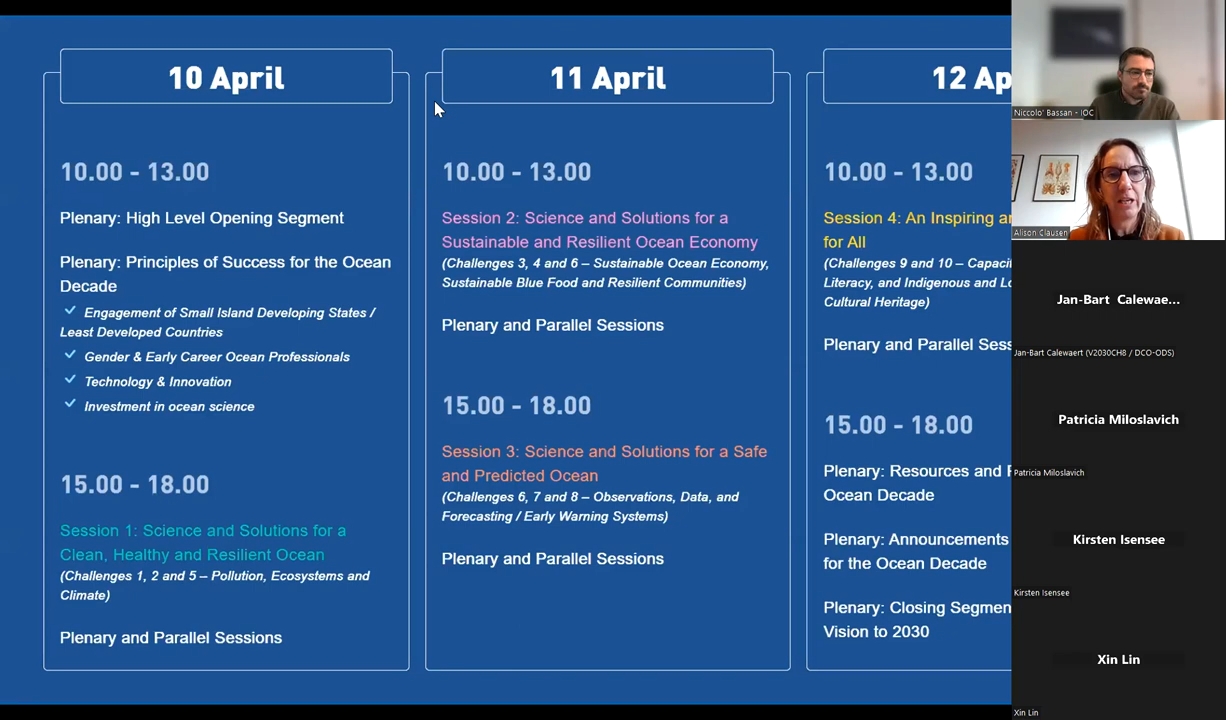 10 April
10.00 - 13.00
Plenary: High Level Opening Segment
Plenary: Principles of Success for the Ocean
Decade
Engagement of Small Island Developing States /
Least Developed Countries
Gender & Early Career Ocean Professionals
Technology & Innovation
Investment in ocean science
15.00 - 18.00
Session 1: Science and Solutions for a
Clean, Healthy and Resilient Ocean
(Challenges 1, 2 and 5 – Pollution, Ecosystems and
Climate)
Plenary and Parallel Sessions
11 April
10.00 - 13.00
Session 2: Science and Solutions for a
Sustainable and Resilient Ocean Economy
(Challenges 3, 4 and 6 – Sustainable Ocean Economy,
Sustainable Blue Food and Resilient Communities)
Plenary and Parallel Sessions
15.00 - 18.00
Session 3: Science and Solutions for a Safe
and Predicted Ocean
(Challenges 6, 7 and 8 – Observations, Data, and
Forecasting / Early Warning Systems)
Plenary and Parallel Sessions
12 Ap
10.00 - 13.00
Session 4: An Inspiring
for All
(Challenges 9 and 10 –
Literacy, and Indigenous and
Cultural Heritage)
Plenary and Parallel
15.00 - 18.00
Plenary: Resources and
Ocean Decade
Plenary: Announcements
for the Ocean Decade
Plenary: Closing
Vision to 2030
Niccolo' Bassan - IOC
Alison Clausen
Jan-Bart Calewae...
Jan-Bart Calewaert (V2030CH8 / DCO-ODS)
Patricia Miloslavich
Patricia Miloslavich
Kirsten Isensee
Kirsten Isensee
Xin Lin
Xin Lin